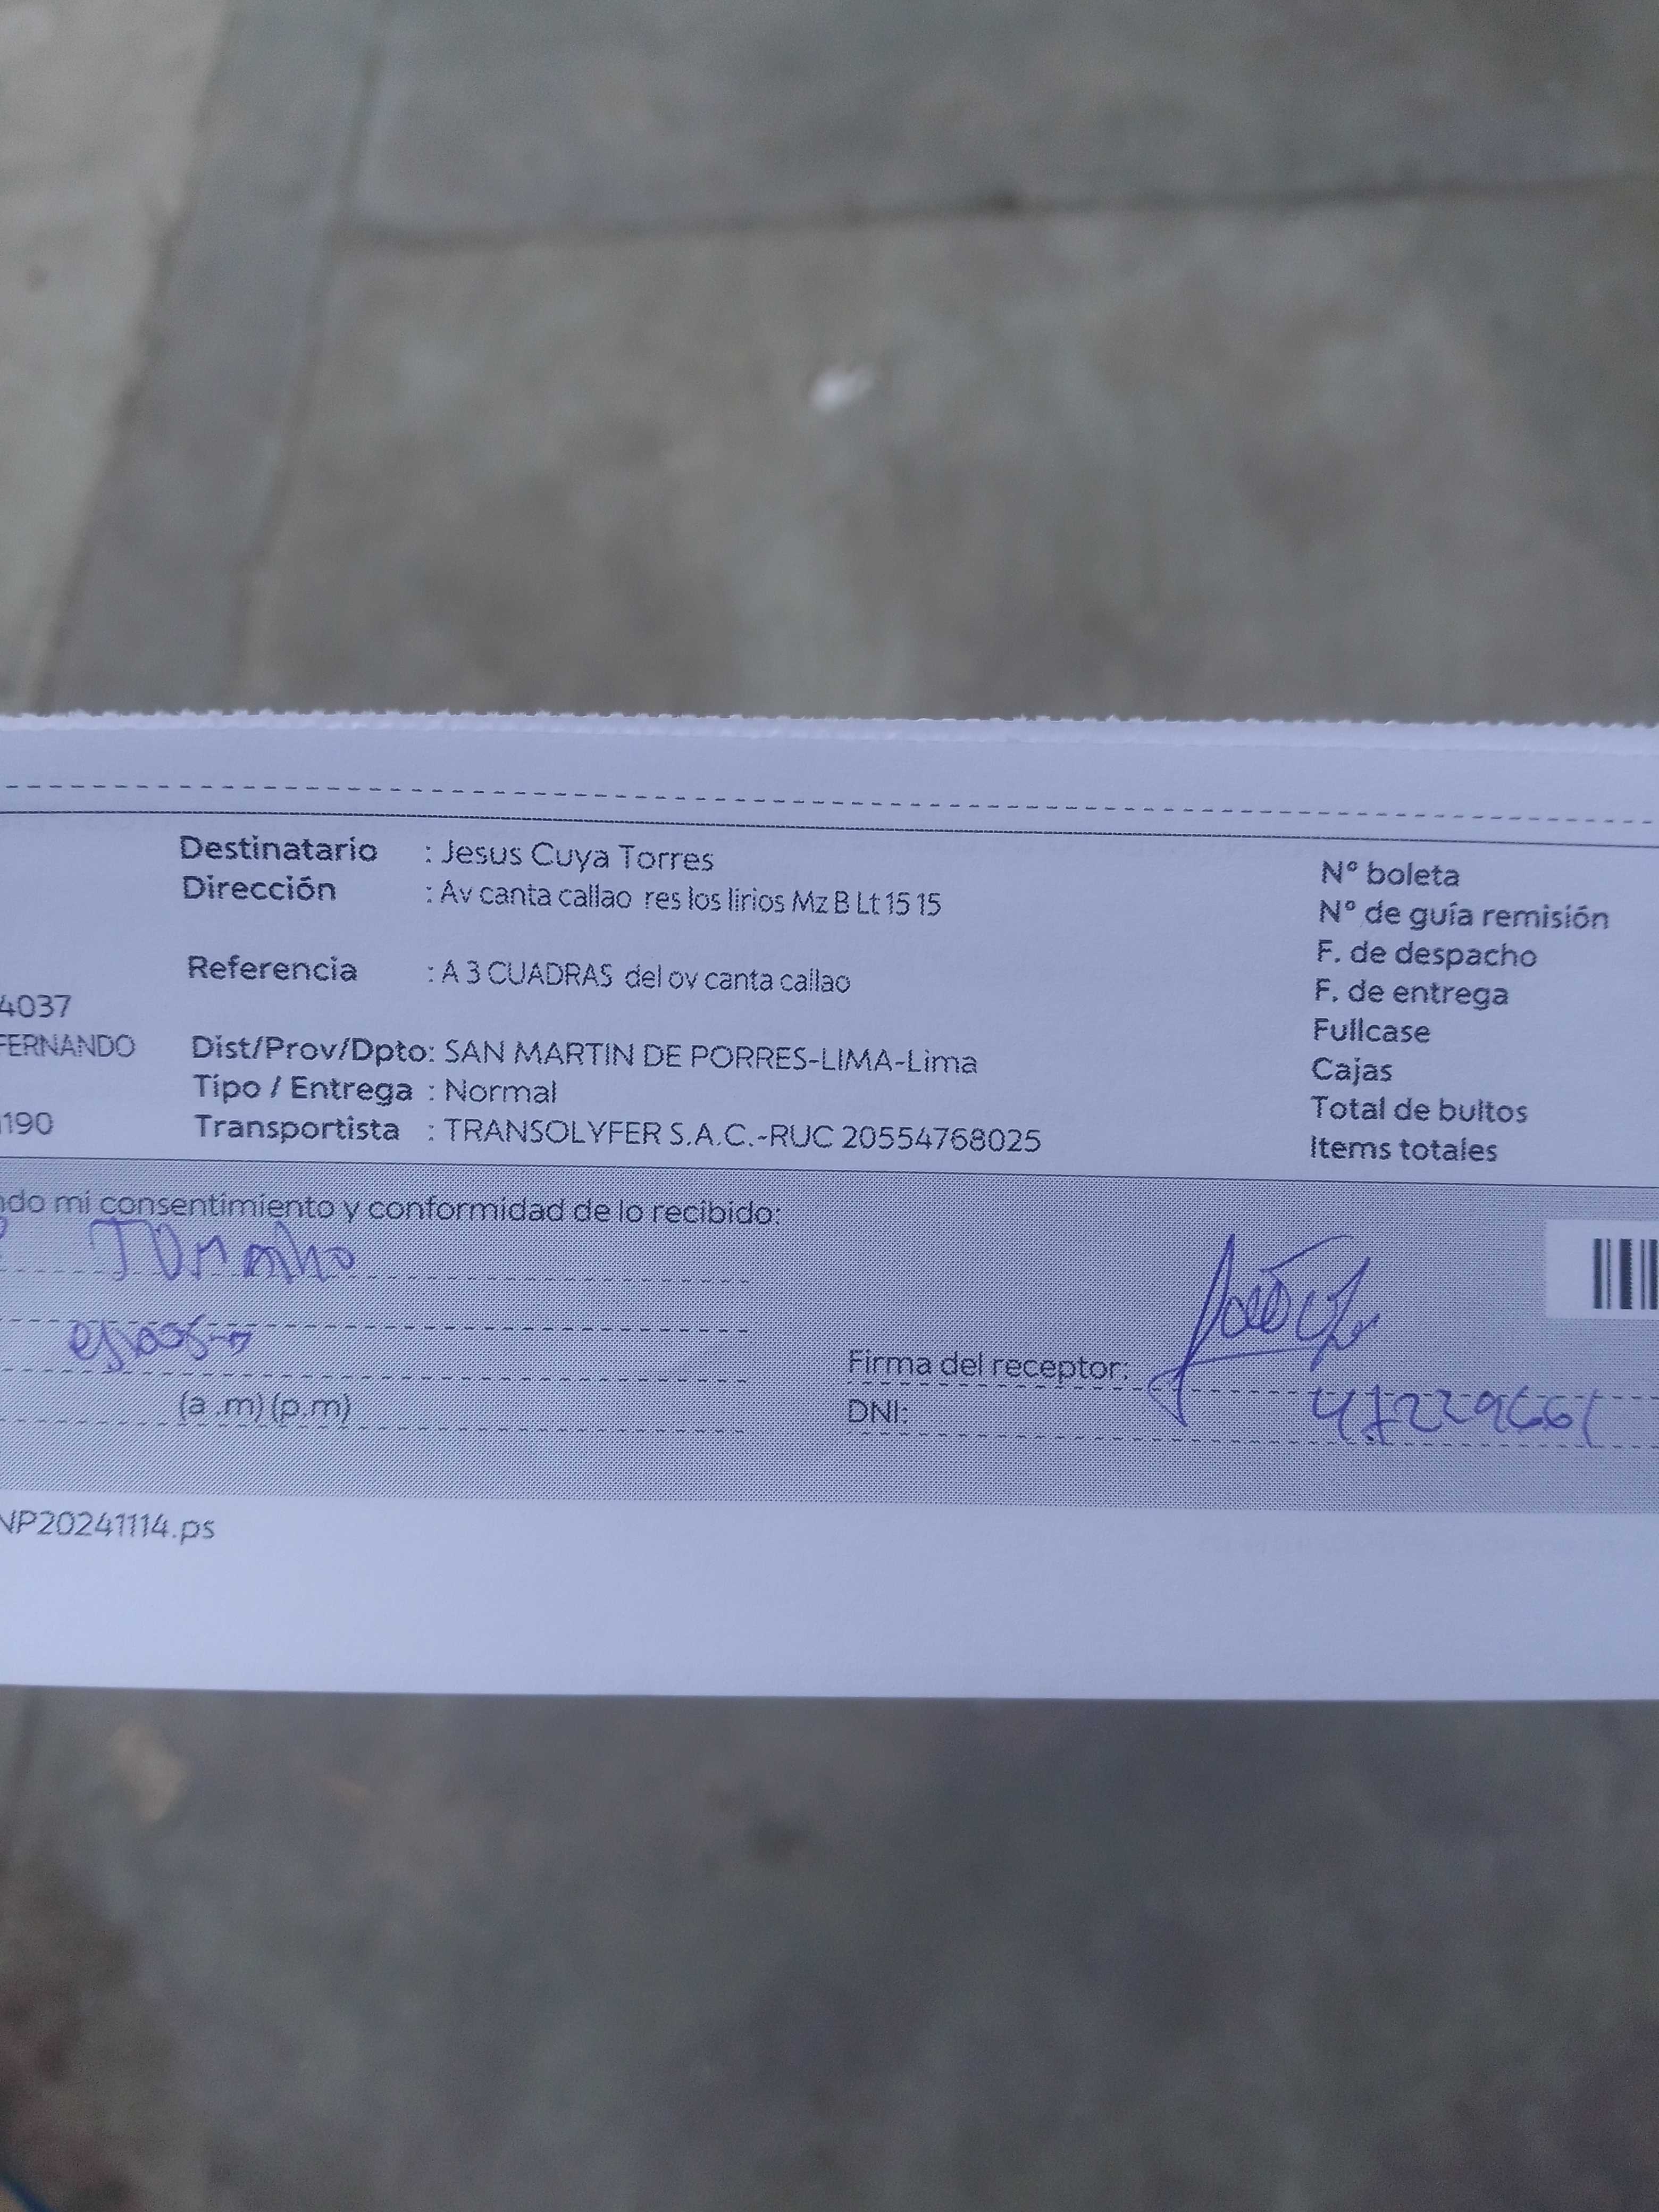 Destinatario : Jesus Cuya Torres
Dirección : Av canta callao res los lirios Mz B Lt 15 15
Referencia : A 3 CUADRAS del ov canta callao
4037
FERNANDO
Dist/Prov/Dpto: SAN MARTIN DE PORRES-LIMA-Lima
Tipo / Entrega : Normal
190
Transportista : TRANSOLYFER S.A.C.-RUC 20554768025
N° boleta
N° de guía remisión
F. de despacho
F. de entrega
Fullcase
Cajas
Total de bultos
Items totales
ndo mi consentimiento y conformidad de lo recibido:
esposo
(a .m) (p.m)
Firma del receptor:
DNI:
NP20241114.ps